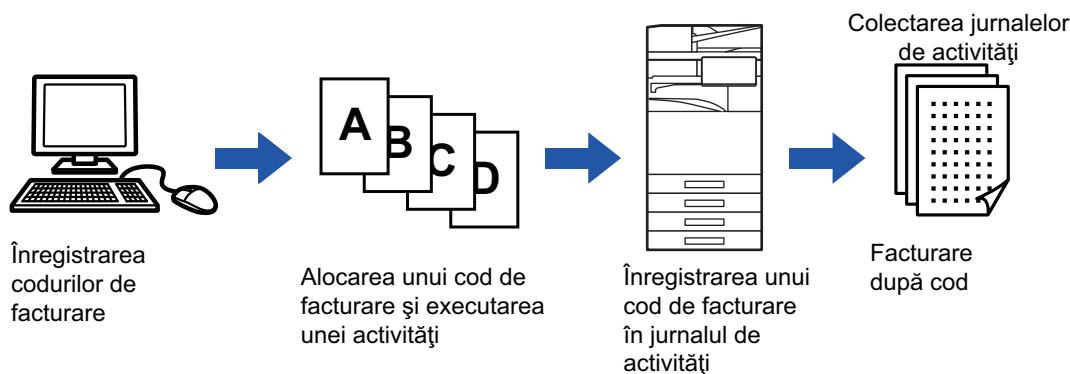 Colectarea jurnalelor
de activităţi
A
B
C
D
Înregistrarea
codurilor de
facturare
Alocarea unui cod de
facturare şi executarea
unei activităţi
Înregistrarea unui
cod de facturare
în jurnalul de
activităţi
Facturare
după cod